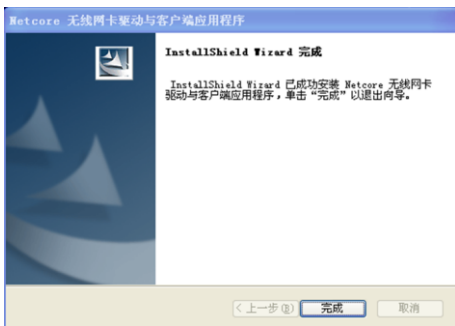 Netcore 无线网卡驱动与客户端应用程序
InstallShield Wizard 完成
InstallShield Wizard 已成功安装 Netcore 无线网卡
驱动与客户端应用程序，单击“完成”以退出向导。
<上一步(B) 完成 取消